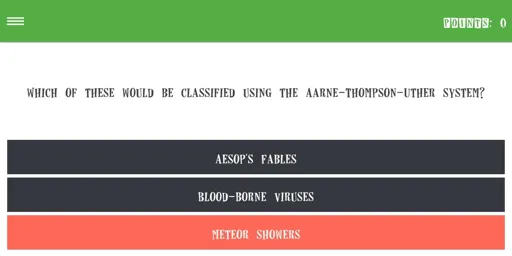 POINTS: 0
WHICH OF THESE WOULD BE CLASSIFIED USING THE AARNE-THOMPSON-UTHER SYSTEM?
AESOP'S FABLES
BLOOD-BORNE VIRUSES
METEOR SHOWERS